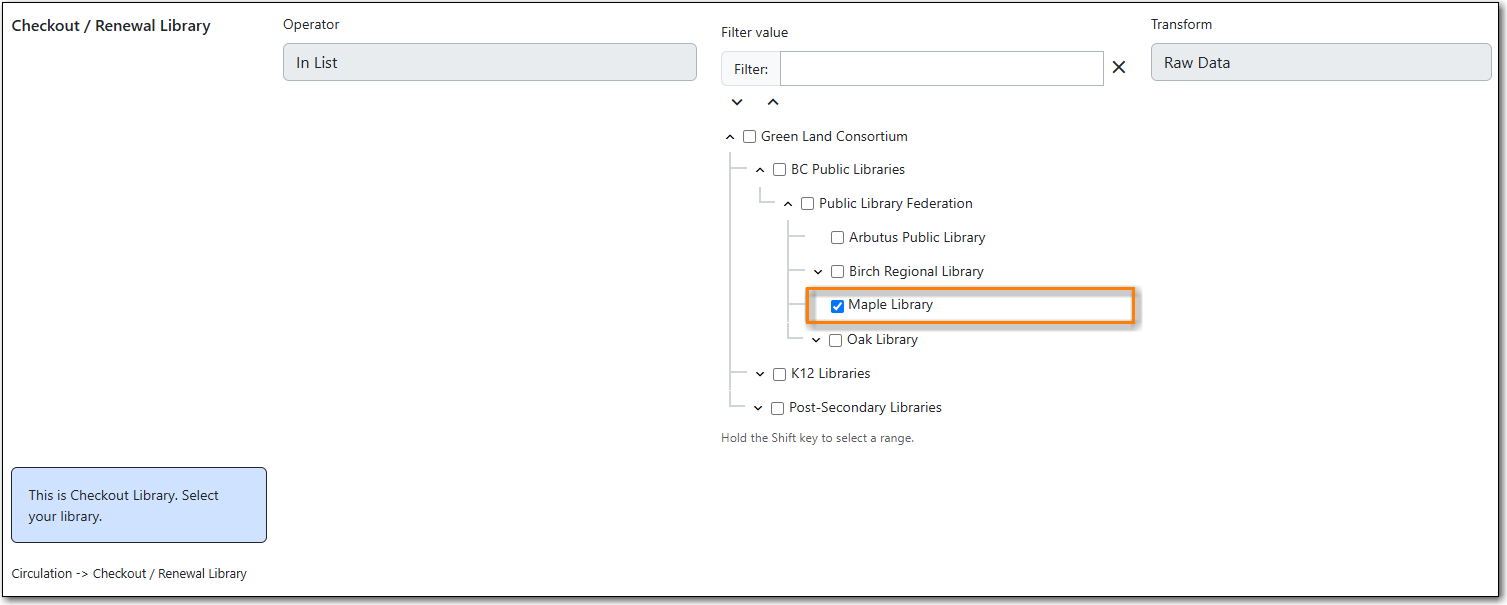 Checkout / Renewal Library
Operator
In List
Filter value
Filter:
Transform
Raw Data
Green Land Consortium
BC Public Libraries
Public Library Federation
Arbutus Public Library
Birch Regional Library
Maple Library
Oak Library
K12 Libraries
Post-Secondary Libraries
Hold the Shift key to select a range.
This is Checkout Library. Select
your library.
Circulation -> Checkout / Renewal Library